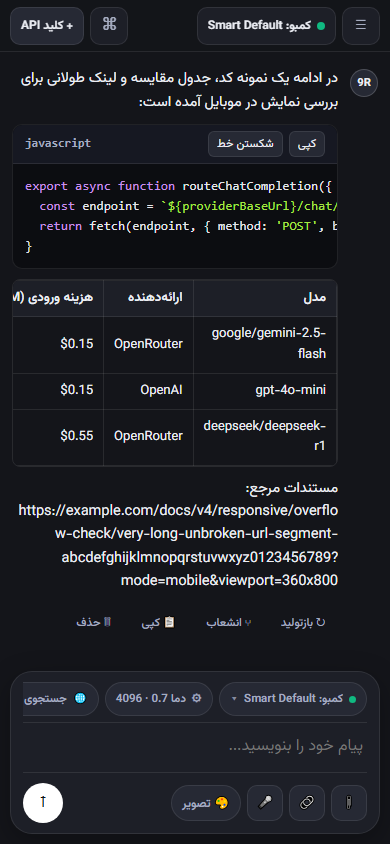 ☰
کمبو: Smart Default
⌘
+ کلید API
9R
در ادامه یک نمونه کد، جدول مقایسه و لینک طولانی برای
بررسی نمایش در موبایل آمده است:
javascript
شکستن خط
کپی
export async function routeChatCompletion({
const endpoint = `${providerBaseUrl}/chat/
return fetch(endpoint, { method: 'POST', b
}
مدل ارائه‌دهنده هزینه ورودی (M
google/gemini-2.5-
flash
OpenRouter $0.15
gpt-4o-mini OpenAI $0.15
deepseek/deepseek-
r1
OpenRouter $0.55
مستندات مرجع:
https://example.com/docs/v4/responsive/overflo
w-check/very-long-unbroken-url-segment-
abcdefghijklmnopqrstuvwxyz0123456789?
mode=mobile&viewport=360x800
↻ بازتولید
انشعاب
کپی
حذف
کمبو: Smart Default
دما 0.7 · 4096
جستجوی
پیام خود را بنویسید...
تصویر